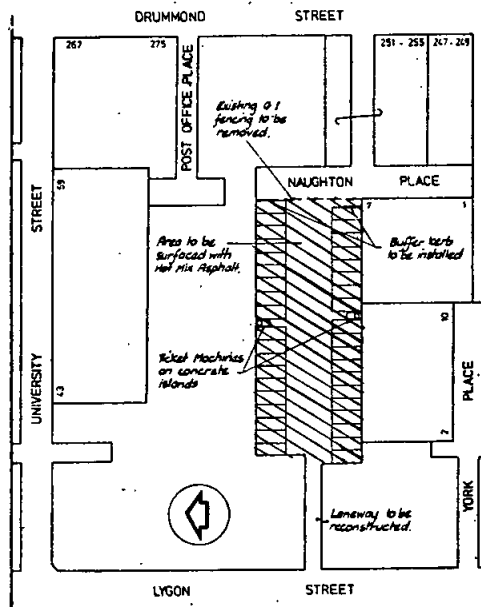 DRUMMOND STREET
267 275
251 - 255 247-249
POST OFFICE PLACE
Existing G I
fencing to be
removed.
NAUGHTON PLACE
59
STREET
7 1
Area to be
surfaced with
Hot Mix Asphalt.
Buffer kerb
to be installed
10
Ticket Machines
on concrete
islands
UNIVERSITY
43
2
PLACE
YORK
Laneway to be
reconstructed.
LYGON STREET